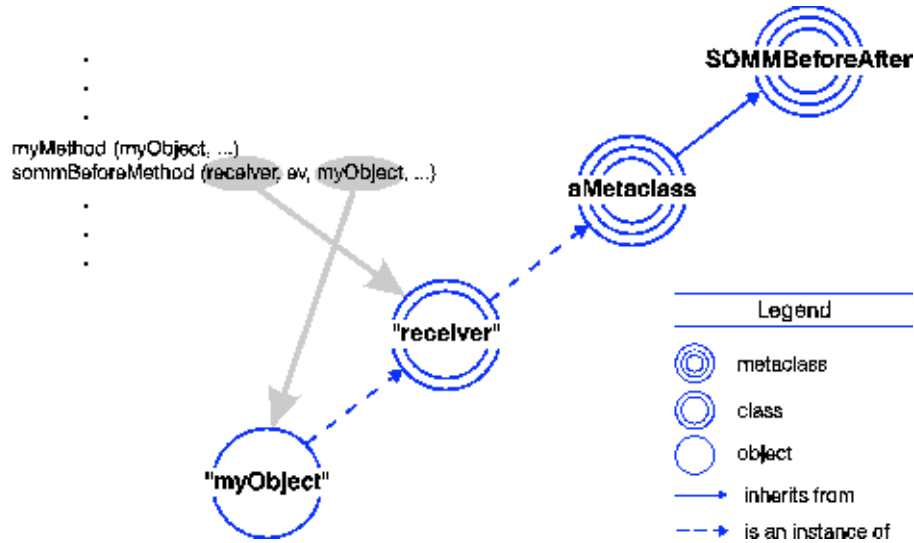 SOMMBeforeAfter
.
.
.
myMethod (myObject, ...)
sommBeforeMethod (receiver, ev, myObject, ...}
.
.
.
aMetaclass
"receiver"
"myObject"
Legend
metaclass
class
object
inherits from
is an instance of